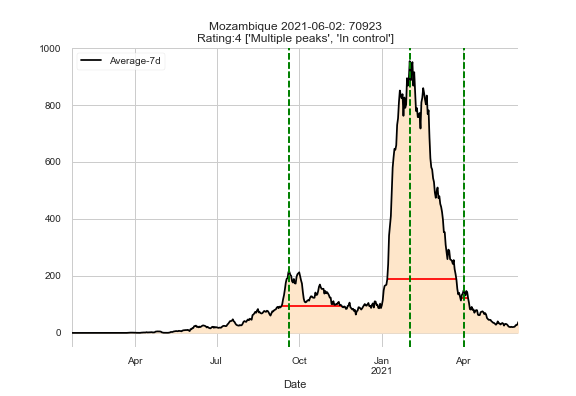 Mozambique 2021-06-02: 70923
Rating:4 ['Multiple peaks', 'In control']
Average-7d
1000
800
600
400
200
0
Apr
Jul
Oct
Jan
2021
Apr
Date